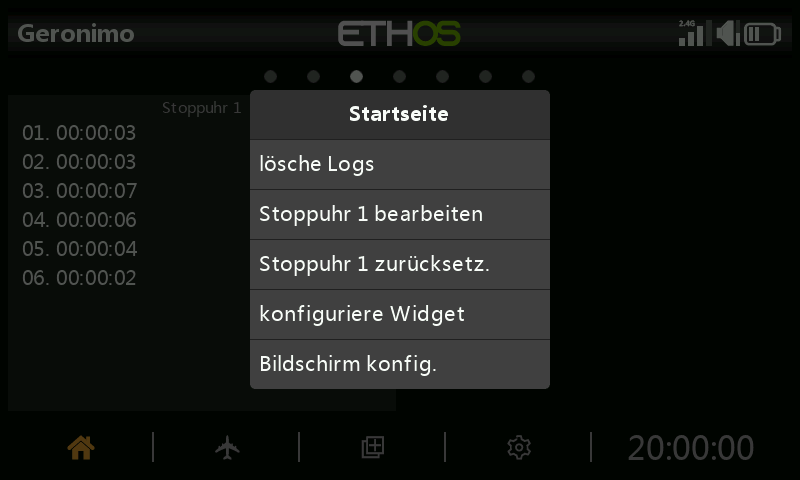 Geronimo
ETHOS
2.4G
Stoppuhr 1
01. 00:00:03
02. 00:00:03
03. 00:00:07
04. 00:00:06
05. 00:00:04
06. 00:00:02
Startseite
lösche Logs
Stoppuhr 1 bearbeiten
Stoppuhr 1 zurücksetz.
konfiguriere Widget
Bildschirm konfig.
20:00:00